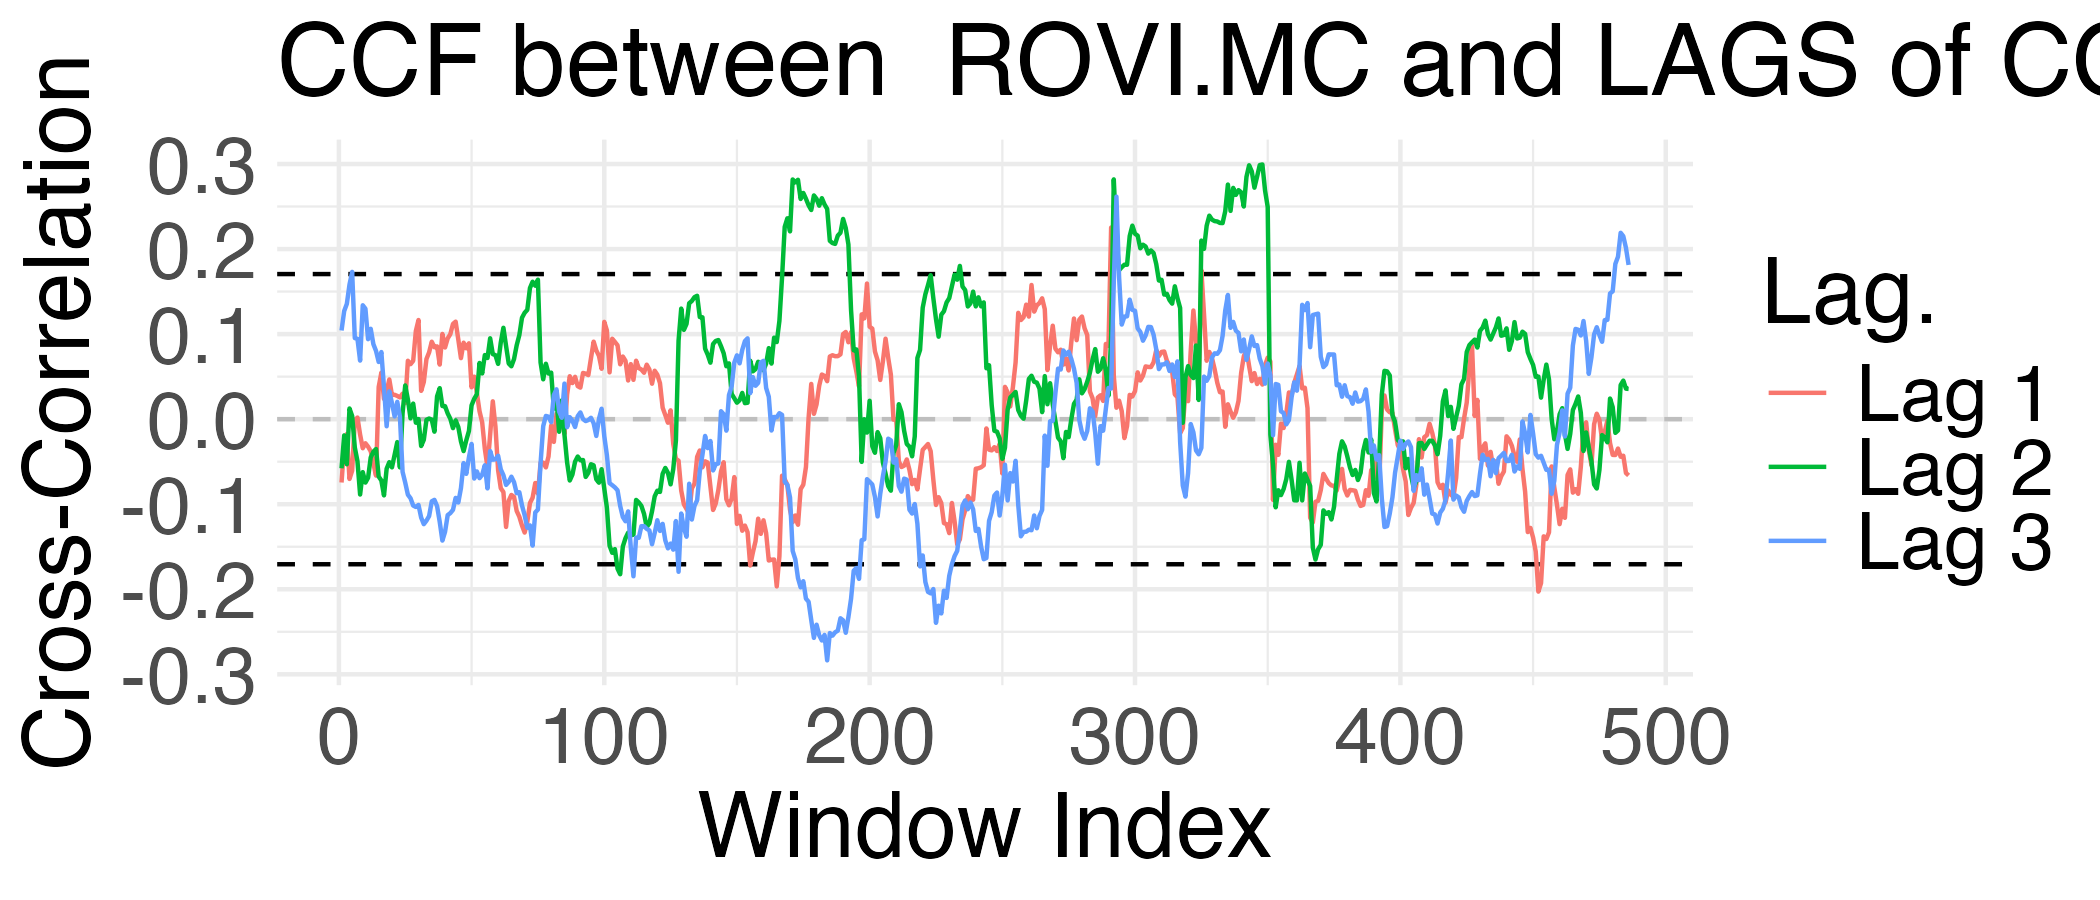 CCF between  ROVI.MC and LAGS of
Cross-Correlation
0.3
0.2
0.1
0.0
-0.1
-0.2
-0.3
0 100 200 300 400 500
Window Index
Lag.
Lag 1
Lag 2
Lag 3